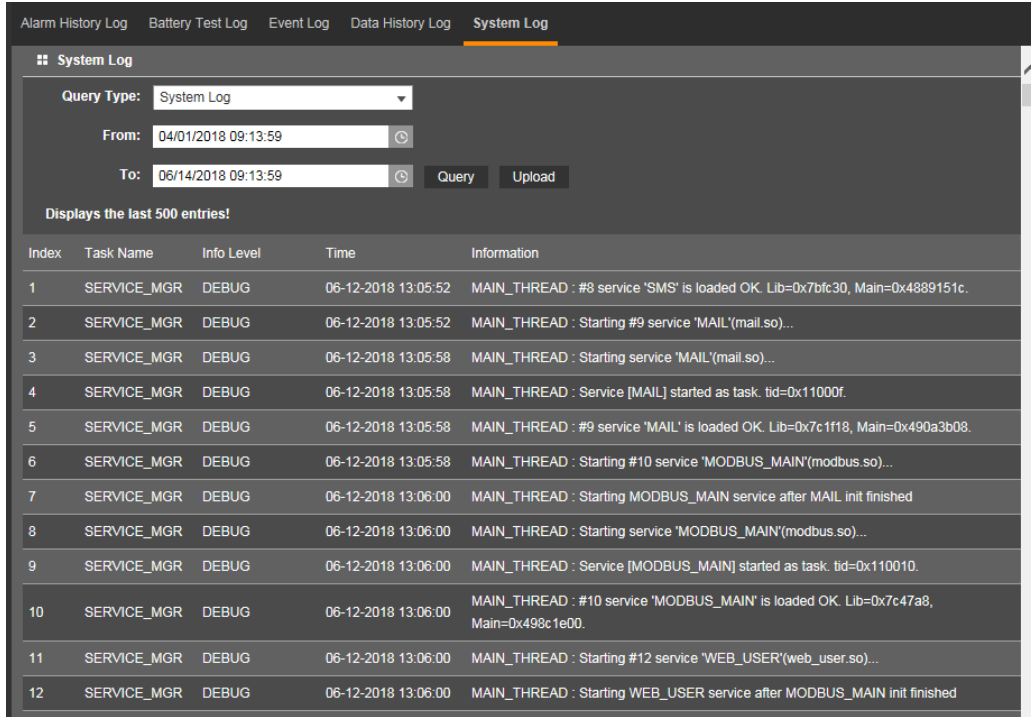 Alarm History Log Battery Test Log Event Log Data History Log System Log
System Log
Query Type: System Log
From: 04/01/2018 09:13:59
To: 06/14/2018 09:13:59 Query Upload
Displays the last 500 entries!
Index Task Name Info Level Time Information
1 SERVICE_MGR DEBUG 06-12-2018 13:05:52 MAIN_THREAD : #8 service 'SMS' is loaded OK. Lib=0x7bfc30, Main=0x4889151c.
2 SERVICE_MGR DEBUG 06-12-2018 13:05:52 MAIN_THREAD : Starting #9 service 'MAIL'(mail.so)...
3 SERVICE_MGR DEBUG 06-12-2018 13:05:58 MAIN_THREAD : Starting service 'MAIL'(mail.so)...
4 SERVICE_MGR DEBUG 06-12-2018 13:05:58 MAIN_THREAD : Service [MAIL] started as task. tid=0x11000f.
5 SERVICE_MGR DEBUG 06-12-2018 13:05:58 MAIN_THREAD : #9 service 'MAIL' is loaded OK. Lib=0x7c1f18, Main=0x490a3b08.
6 SERVICE_MGR DEBUG 06-12-2018 13:05:58 MAIN_THREAD : Starting #10 service 'MODBUS_MAIN'(modbus.so)...
7 SERVICE_MGR DEBUG 06-12-2018 13:06:00 MAIN_THREAD : Starting MODBUS_MAIN service after MAIL init finished
8 SERVICE_MGR DEBUG 06-12-2018 13:06:00 MAIN_THREAD : Starting service 'MODBUS_MAIN'(modbus.so)...
9 SERVICE_MGR DEBUG 06-12-2018 13:06:00 MAIN_THREAD : Service [MODBUS_MAIN] started as task. tid=0x110010.
10 SERVICE_MGR DEBUG 06-12-2018 13:06:00 MAIN_THREAD : #10 service 'MODBUS_MAIN' is loaded OK. Lib=0x7c47a8,
Main=0x498c1e00.
11 SERVICE_MGR DEBUG 06-12-2018 13:06:00 MAIN_THREAD : Starting #12 service 'WEB_USER'(web_user.so)...
12 SERVICE_MGR DEBUG 06-12-2018 13:06:00 MAIN_THREAD : Starting WEB_USER service after MODBUS_MAIN init finished